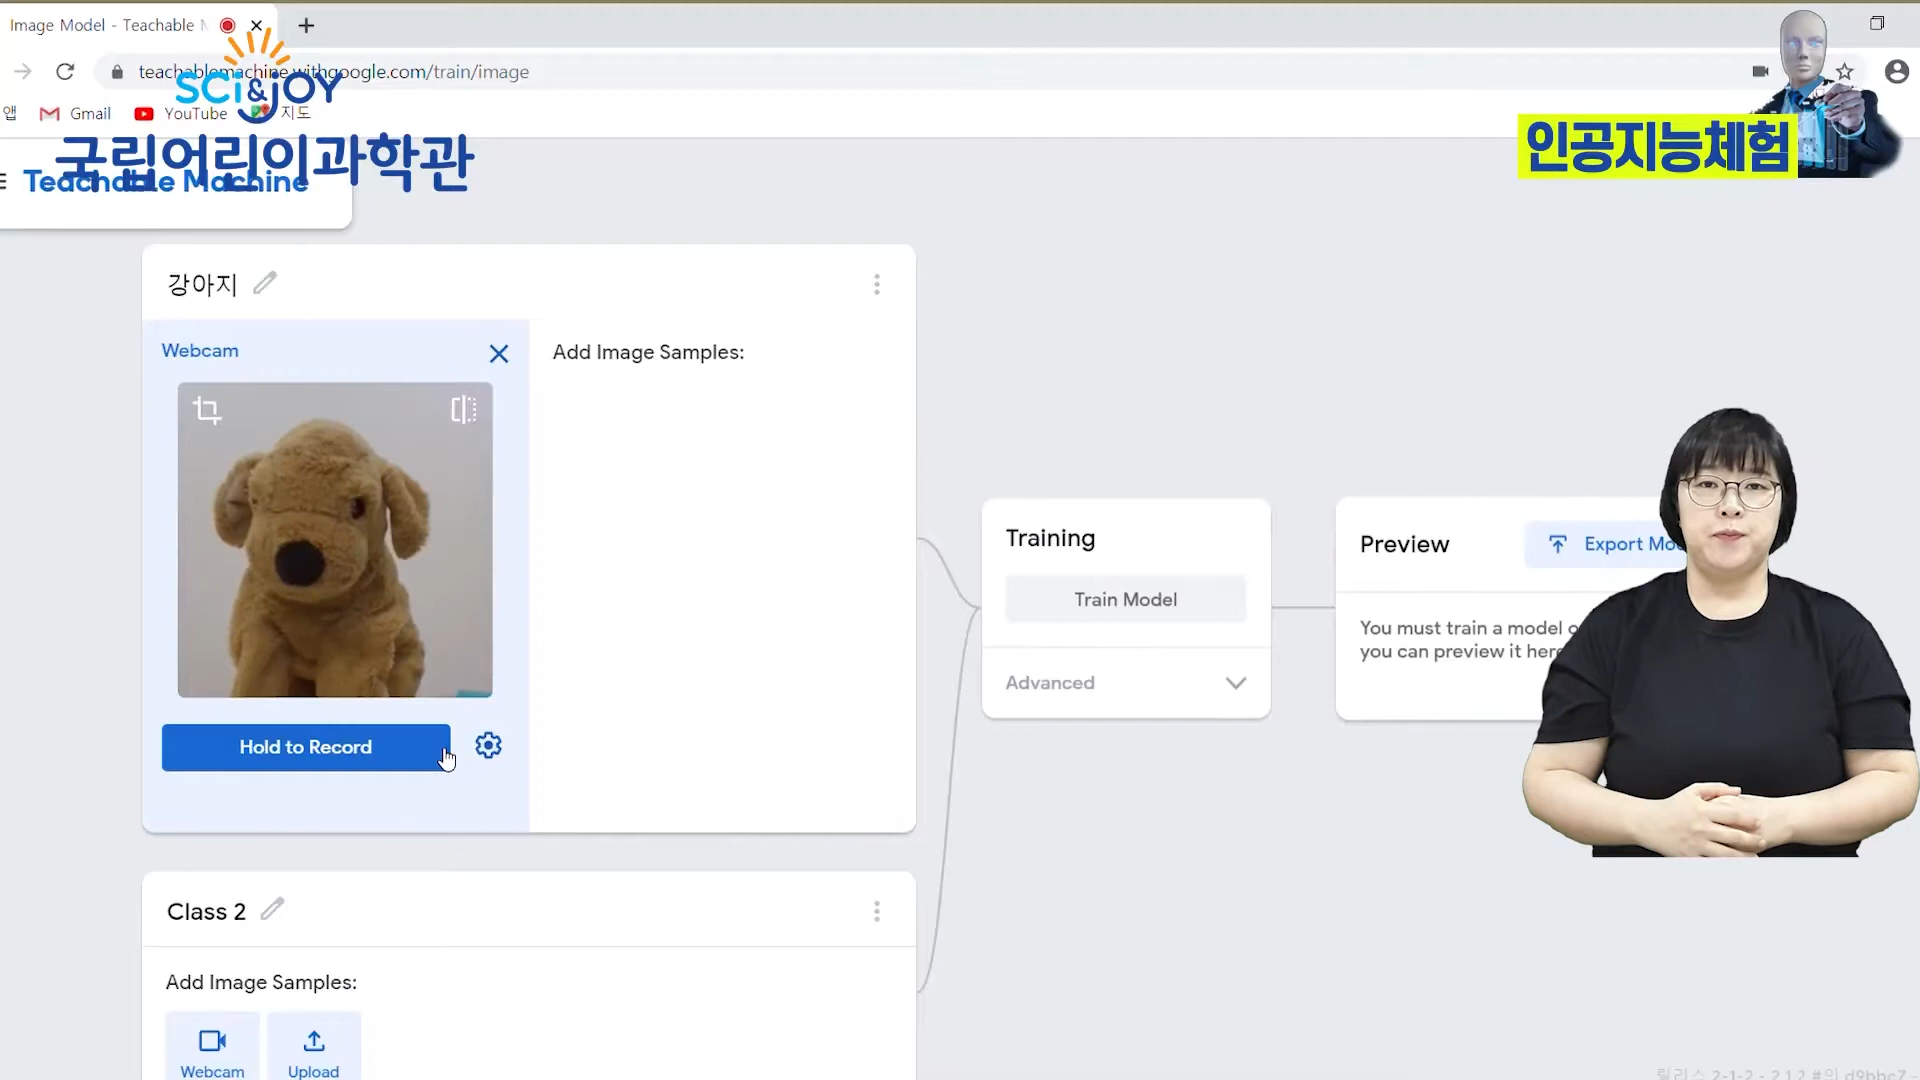 Image Model - Teachable
teachablemachine.withgoogle.com/train/image
앱 Gmail YouTube 지도
SCi&JOY
국립어린이과학관
인공지능체험
Teachable Machine
강아지
Webcam
Add Image Samples:
Hold to Record
Training
Train Model
Advanced
Preview
Export Mo
You must train a model
you can preview it here
Class 2
Add Image Samples:
Webcam
Upload